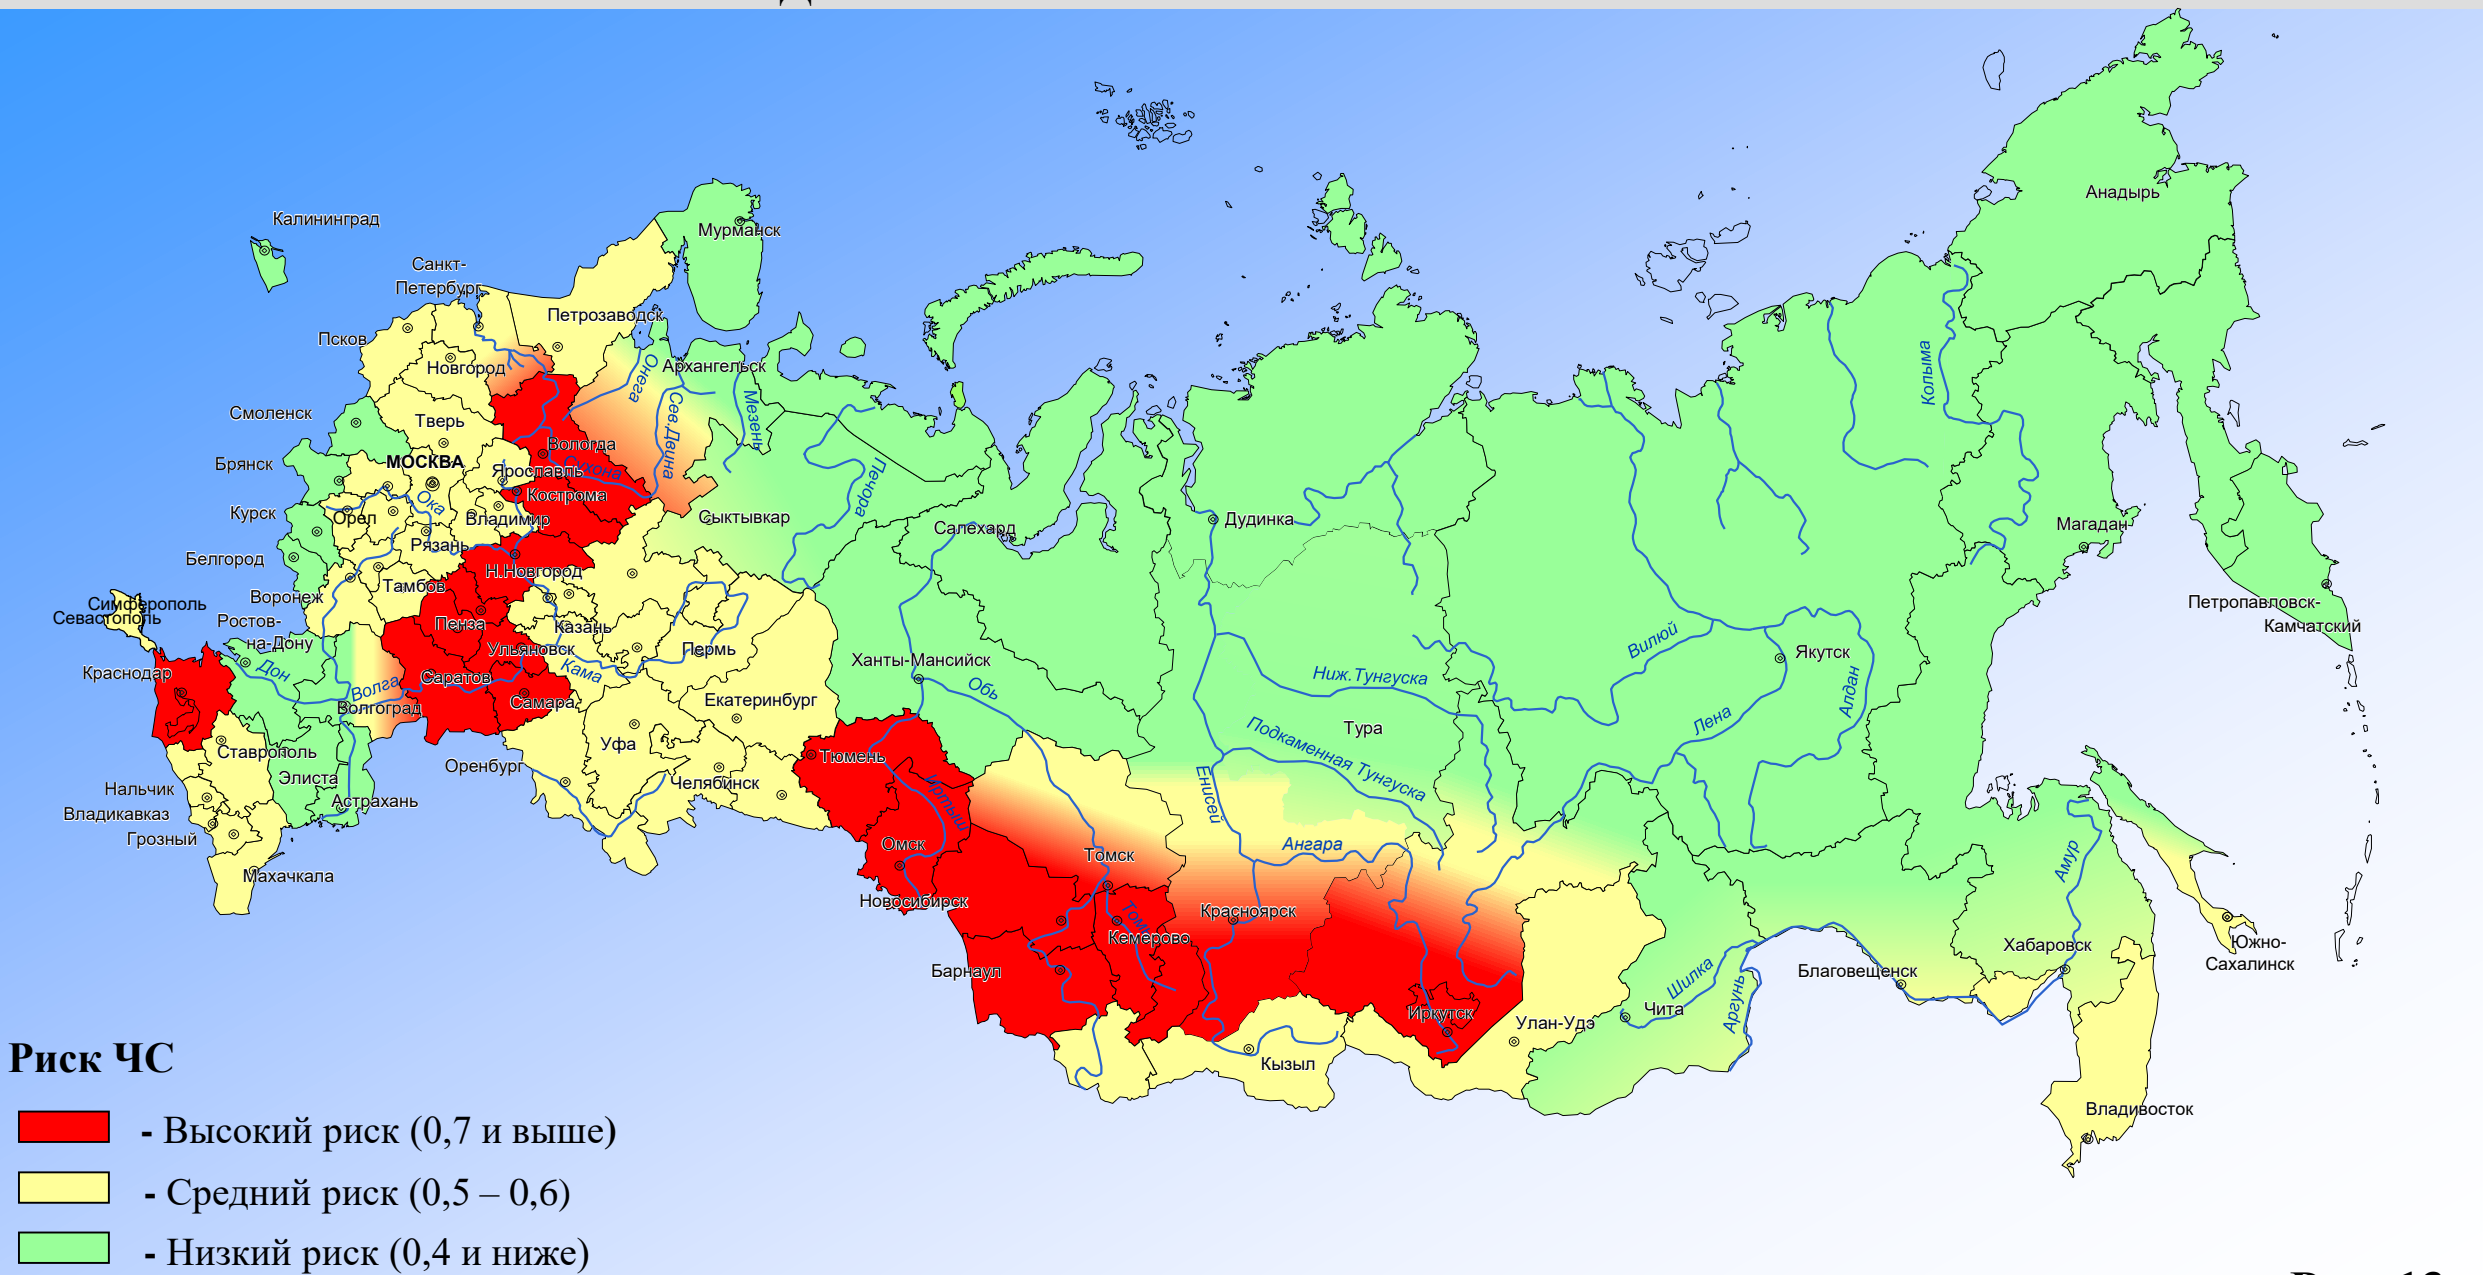 Калининград
Мурманск
Анадырь
Санкт-
Петербург
Петрозаводск
Псков
Новгород
Архангельск
Онега
Сев.Двина
Мезень
Печора
Колыма
Смоленск
Тверь
Вологда
Брянск
МОСКВА
Ярославль
Сухона
Кострома
Ока
Курск
Орел
Владимир
Сыктывкар
Салехард
Дудинка
Магадан
Рязань
Белгород
Н.Новгород
Тамбов
Воронеж
Симферополь
Севастополь
Ростов-
на-Дону
Пенза
Казань
Ульяновск
Пермь
Кама
Петропавловск-
Камчатский
Вилюй
Якутск
Алдан
Лена
Краснодар
Дон
Волга
Волгоград
Саратов
Самара
Екатеринбург
Ханты-Мансийск
Обь
Ниж.Тунгуска
Тура
Подкаменная Тунгуска
Енисей
Ангара
Ставрополь
Элиста
Астрахань
Оренбург
Уфа
Челябинск
Тюмень
Иртыш
Нальчик
Владикавказ
Грозный
Махачкала
Омск
Новосибирск
Томск
Томь
Кемерово
Красноярск
Барнаул
Иркутск
Кызыл
Улан-Удэ
Чита
Шилка
Аргунь
Благовещенск
Хабаровск
Амур
Южно-
Сахалинск
Владивосток
Риск ЧС
- Высокий риск (0,7 и выше)
- Средний риск (0,5 – 0,6)
- Низкий риск (0,4 и ниже)